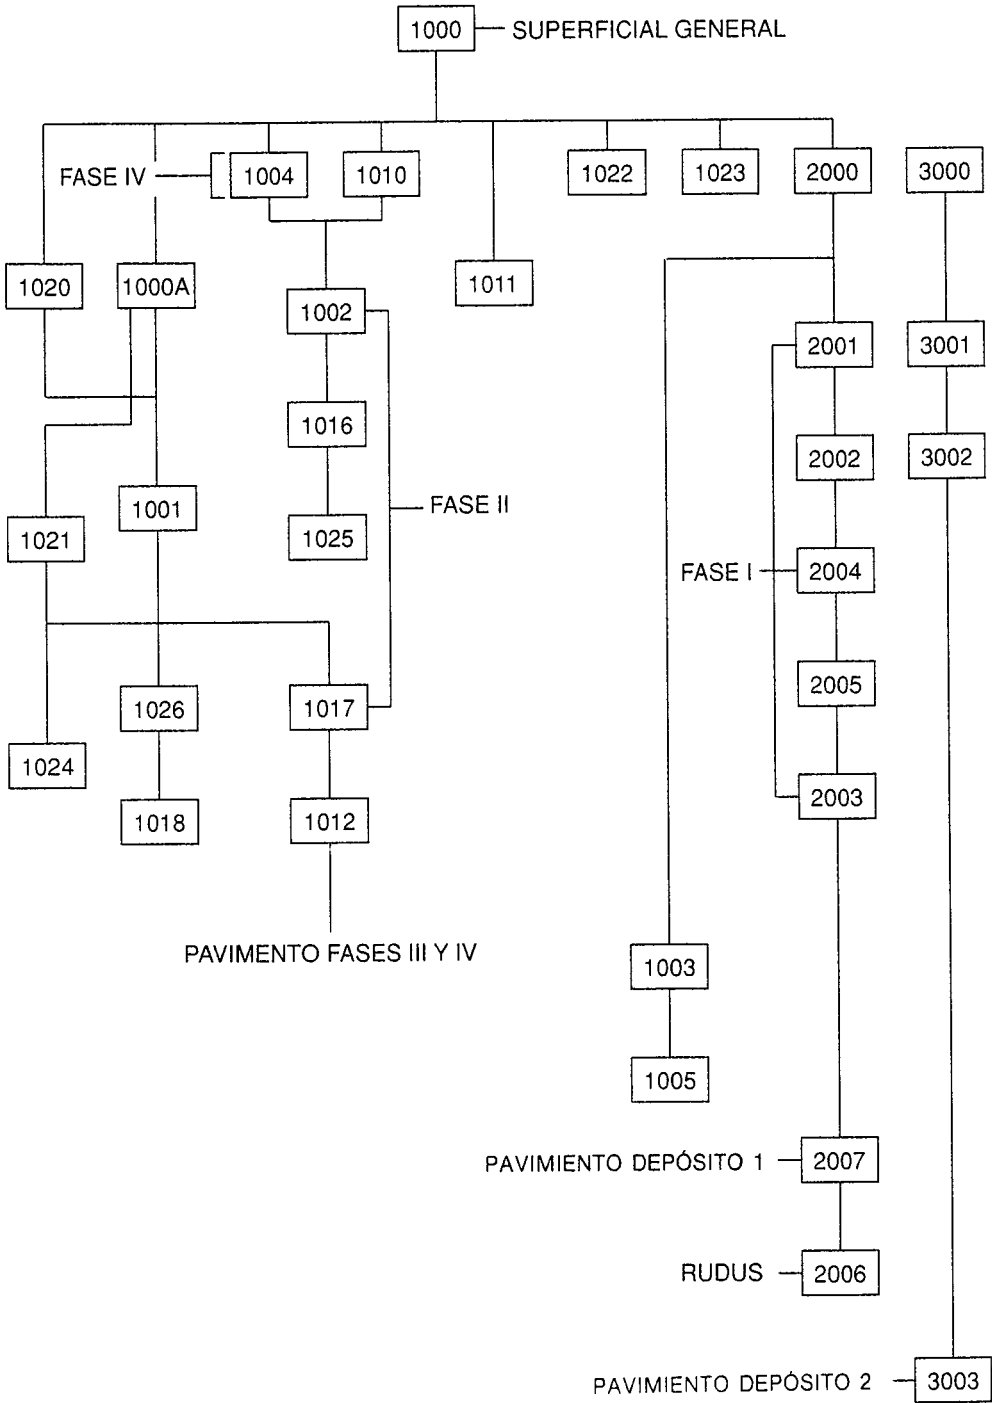 1000 SUPERFICIAL GENERAL
FASE IV 1004 1010 1022 1023 2000 3000
1020 1000A 1011
1002
2001 3001
1016
2002 3002
1001 FASE II
1021 1025
FASE I 2004
2005
1026 1017
1024
2003
1018 1012
PAVIMENTO FASES III Y IV
1003
1005
PAVIMIENTO DEPÓSITO 1 2007
RUDUS 2006
PAVIMIENTO DEPÓSITO 2 3003